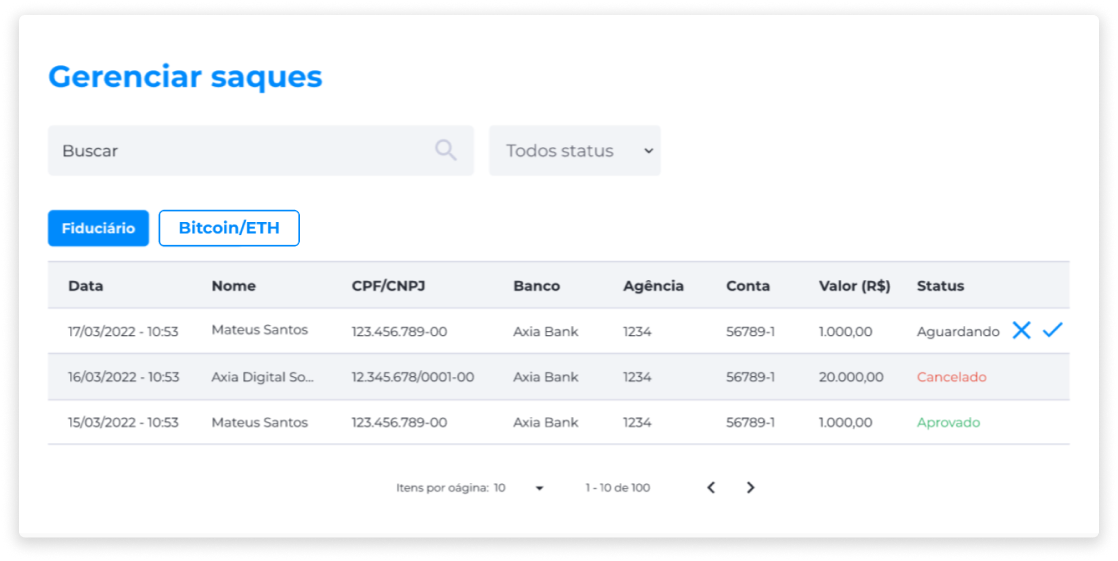 Gerenciar saques
Buscar Todos status
Fiduciário Bitcoin/ETH
Data Nome CPF/CNPJ Banco Agência Conta Valor (R$) Status
17/03/2022 - 10:53 Mateus Santos 123.456.789-00 Axia Bank 1234 56789-1 1.000,00 Aguardando
16/03/2022 - 10:53 Axia Digital So... 12.345.678/0001-00 Axia Bank 1234 56789-1 20.000,00 Cancelado
15/03/2022 - 10:53 Mateus Santos 123.456.789-00 Axia Bank 1234 56789-1 1.000,00 Aprovado
Itens por oágina: 10 1 - 10 de 100